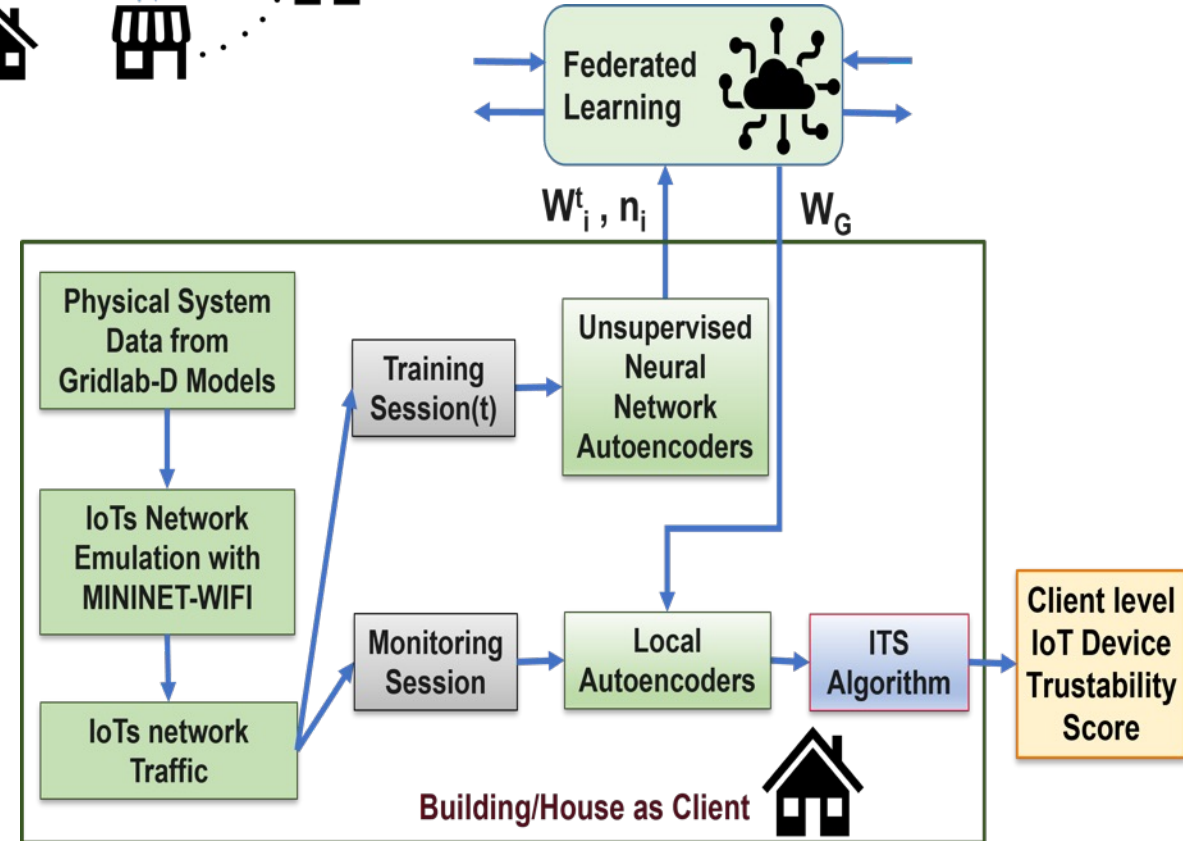 Federated
Learning
Wᵗᵢ , nᵢ
W_G
Physical System
Data from
Gridlab-D Models
Training
Session(t)
Unsupervised
Neural
Network
Autoencoders
IoTs Network
Emulation with
MININET-WIFI
Monitoring
Session
Local
Autoencoders
ITS
Algorithm
Client level
IoT Device
Trustability
Score
IoTs network
Traffic
Building/House as Client